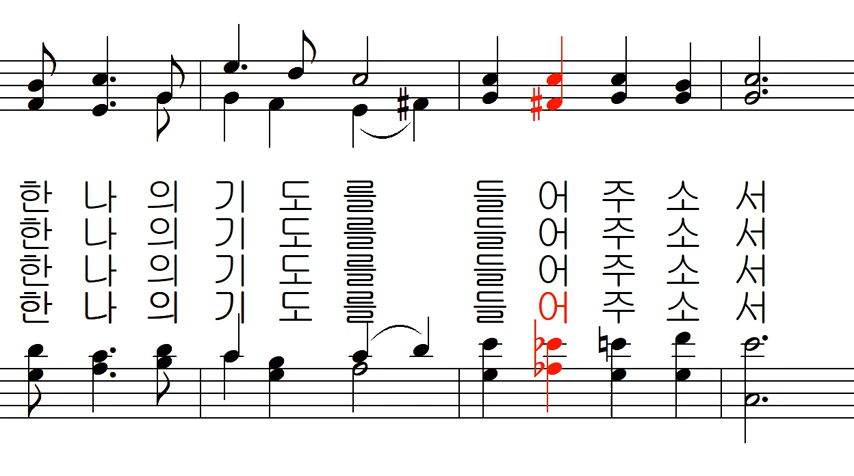 한 나 의 기 도 를 들 어 주 소 서
한 나 의 기 도 를 들 어 주 소 서
한 나 의 기 도 를 들 어 주 소 서
한 나 의 기 도 를 들 어 주 소 서